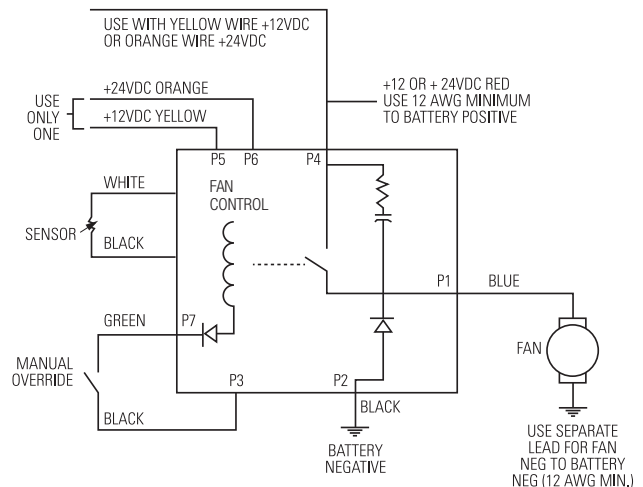 USE WITH YELLOW WIRE +12VDC
OR ORANGE WIRE +24VDC
+24VDC ORANGE
+12VDC YELLOW
USE
ONLY
ONE
+12 OR + 24VDC RED
USE 12 AWG MINIMUM
TO BATTERY POSITIVE
P5
P6
P4
WHITE
FAN
CONTROL
SENSOR
BLACK
P1
BLUE
GREEN
P7
FAN
MANUAL
OVERRIDE
P3
P2
BLACK
BLACK
BATTERY
NEGATIVE
USE SEPARATE
LEAD FOR FAN
NEG TO BATTERY
NEG (12 AWG MIN.)